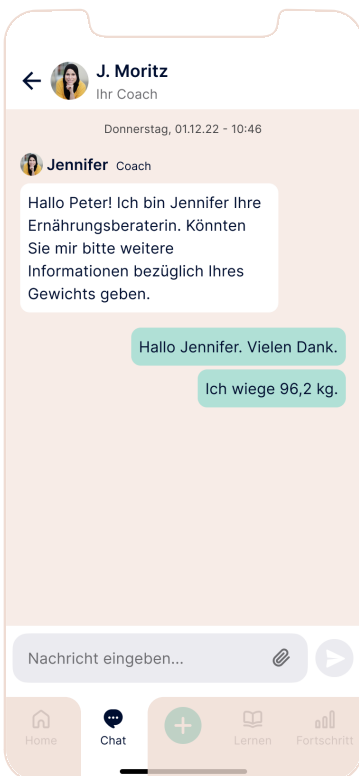 J. Moritz
Ihr Coach
Donnerstag, 01.12.22 - 10:46
Jennifer Coach
Hallo Peter! Ich bin Jennifer Ihre
Ernährungsberaterin. Könnten
Sie mir bitte weitere
Informationen bezüglich Ihres
Gewichts geben.
Hallo Jennifer. Vielen Dank.
Ich wiege 96,2 kg.
Nachricht eingeben...
Home
Chat
Lernen
Fortschritt